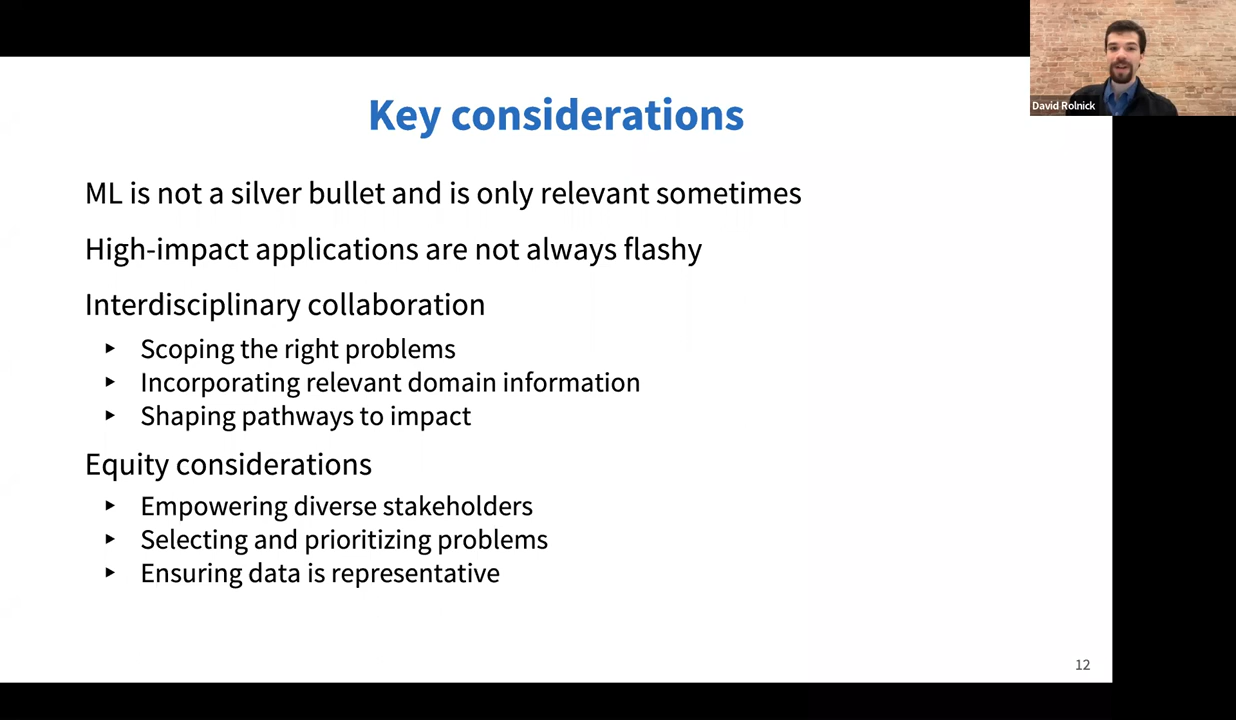 Key considerations
David Rolnick
ML is not a silver bullet and is only relevant sometimes
High-impact applications are not always flashy
Interdisciplinary collaboration
‣ Scoping the right problems
‣ Incorporating relevant domain information
‣ Shaping pathways to impact
Equity considerations
‣ Empowering diverse stakeholders
‣ Selecting and prioritizing problems
‣ Ensuring data is representative
12